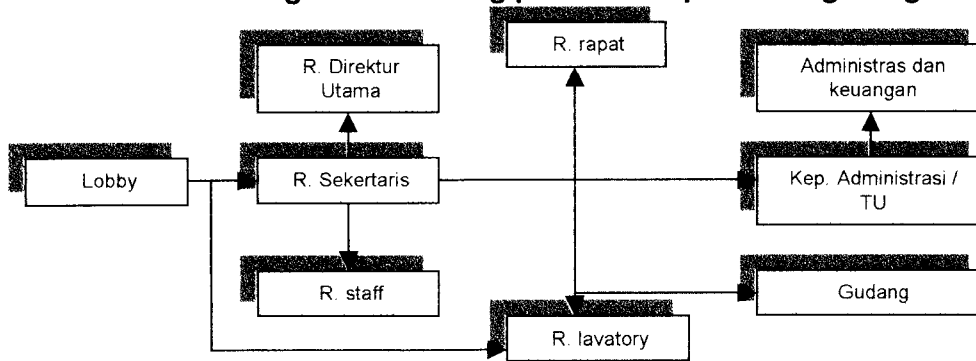 R. rapat
R. Direktur
Utama
Administras dan
keuangan
Lobby
R. Sekertaris
Kep. Administrasi /
TU
R. staff
Gudang
R. lavatory